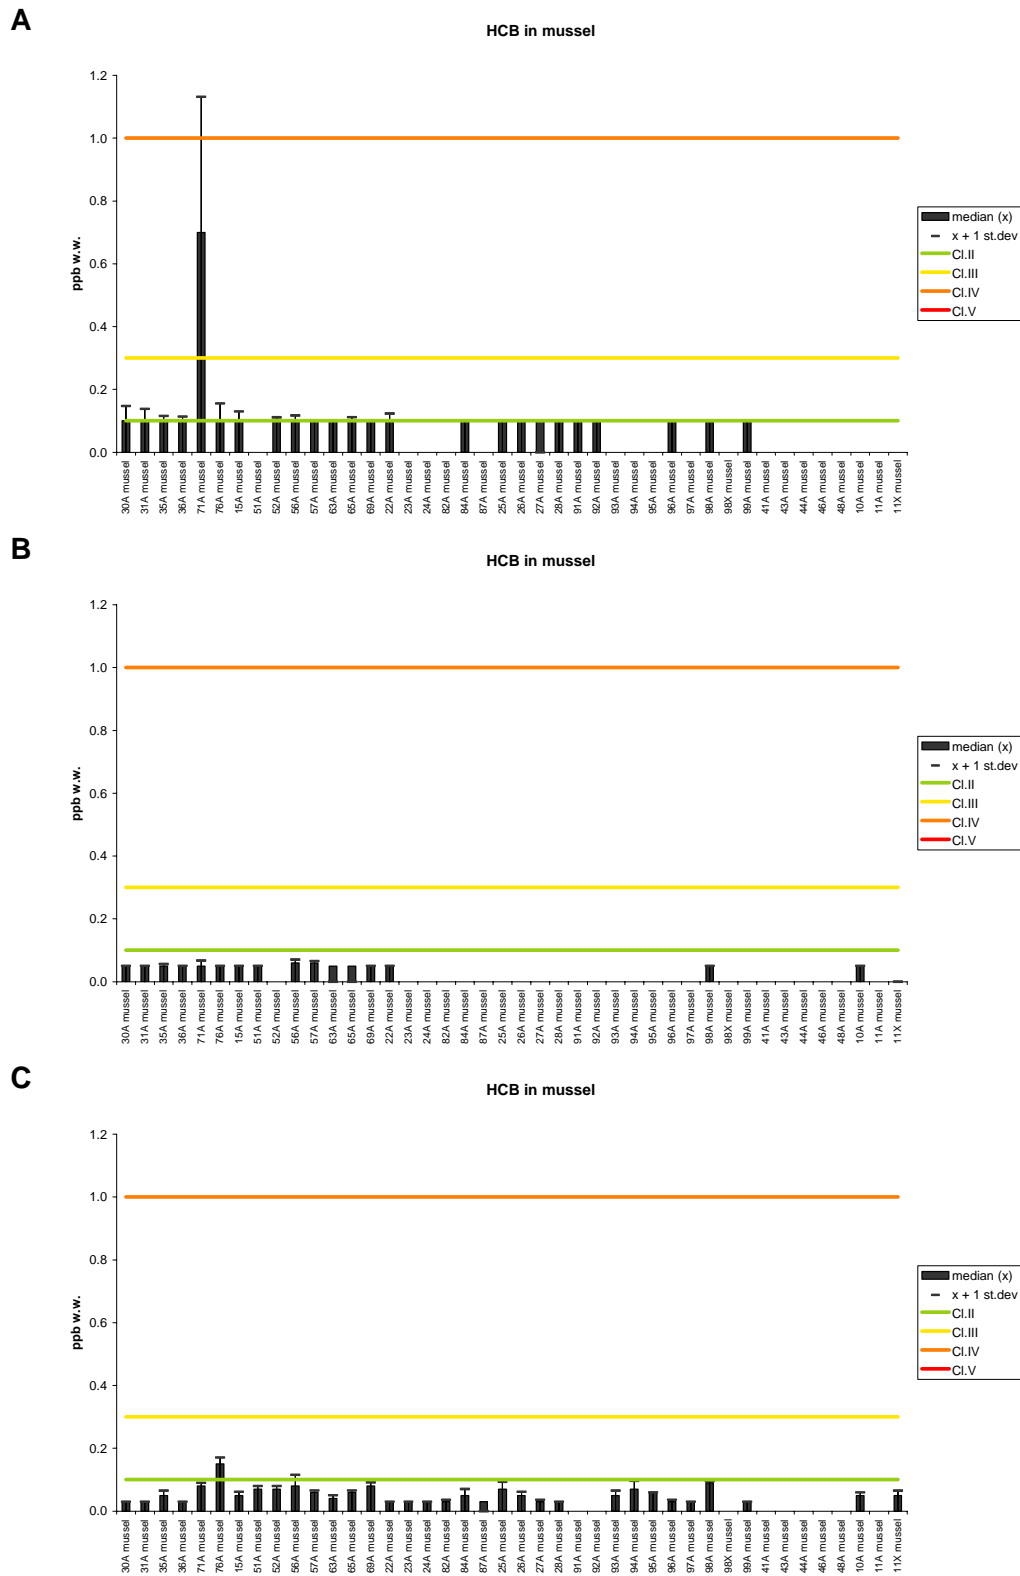 A
HCB in mussel
1.2
1.0
0.8
0.6
0.4
0.2
0.0
ppb w.w.
30A mussel
31A mussel
35A mussel
36A mussel
71A mussel
76A mussel
15A mussel
51A mussel
52A mussel
56A mussel
57A mussel
63A mussel
65A mussel
69A mussel
22A mussel
23A mussel
24A mussel
82A mussel
84A mussel
87A mussel
25A mussel
26A mussel
27A mussel
28A mussel
91A mussel
92A mussel
93A mussel
94A mussel
95A mussel
96A mussel
97A mussel
98A mussel
98X mussel
99A mussel
41A mussel
43A mussel
44A mussel
46A mussel
48A mussel
10A mussel
11A mussel
11X mussel
median (x)
x + 1 st.dev
Cl.II
Cl.III
Cl.IV
Cl.V
B
HCB in mussel
1.2
1.0
0.8
0.6
0.4
0.2
0.0
ppb w.w.
30A mussel
31A mussel
35A mussel
36A mussel
71A mussel
76A mussel
15A mussel
51A mussel
52A mussel
56A mussel
57A mussel
63A mussel
65A mussel
69A mussel
22A mussel
23A mussel
24A mussel
82A mussel
84A mussel
87A mussel
25A mussel
26A mussel
27A mussel
28A mussel
91A mussel
92A mussel
93A mussel
94A mussel
95A mussel
96A mussel
97A mussel
98A mussel
98X mussel
99A mussel
41A mussel
43A mussel
44A mussel
46A mussel
48A mussel
10A mussel
11A mussel
11X mussel
median (x)
x + 1 st.dev
Cl.II
Cl.III
Cl.IV
Cl.V
C
HCB in mussel
1.2
1.0
0.8
0.6
0.4
0.2
0.0
ppb w.w.
30A mussel
31A mussel
35A mussel
36A mussel
71A mussel
76A mussel
15A mussel
51A mussel
52A mussel
56A mussel
57A mussel
63A mussel
65A mussel
69A mussel
22A mussel
23A mussel
24A mussel
82A mussel
84A mussel
87A mussel
25A mussel
26A mussel
27A mussel
28A mussel
91A mussel
92A mussel
93A mussel
94A mussel
95A mussel
96A mussel
97A mussel
98A mussel
98X mussel
99A mussel
41A mussel
43A mussel
44A mussel
46A mussel
48A mussel
10A mussel
11A mussel
11X mussel
median (x)
x + 1 st.dev
Cl.II
Cl.III
Cl.IV
Cl.V